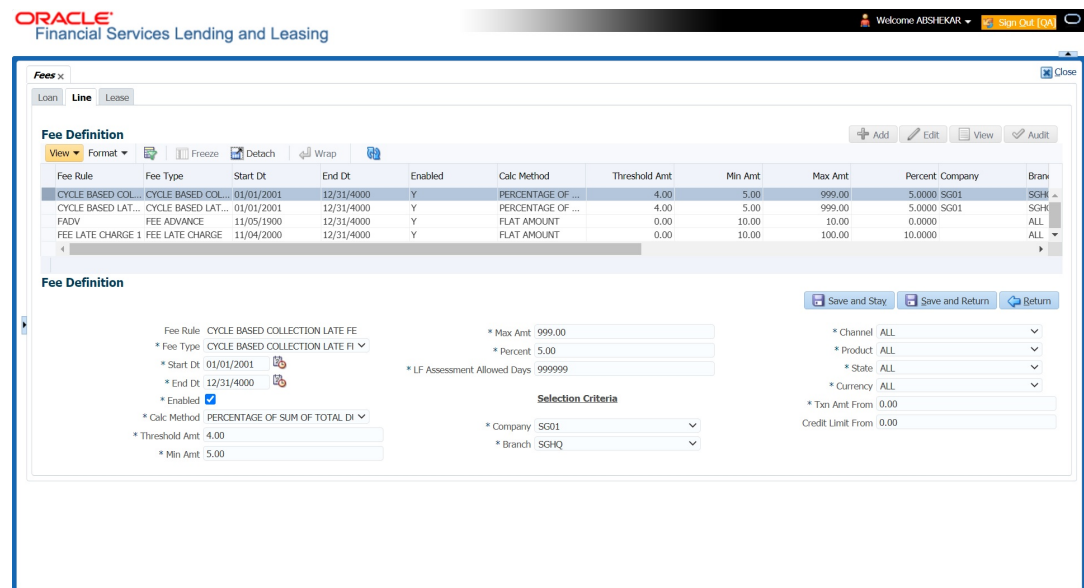 ORACLE
Financial Services Lending and Leasing
Welcome ABSHEKAR
Sign Out [QA]
Fees x
Close
Loan Line Lease
Fee Definition
Add Edit View Audit
View Format Freeze Detach Wrap
Fee Rule Fee Type Start Dt End Dt Enabled Calc Method Threshold Amt Min Amt Max Amt Percent Company Bran
CYCLE BASED COL... CYCLE BASED COL... 01/01/2001 12/31/4000 Y PERCENTAGE OF ... 4.00 5.00 999.00 5.0000 SG01 SGH
CYCLE BASED LAT... CYCLE BASED LAT... 01/01/2001 12/31/4000 Y PERCENTAGE OF ... 4.00 5.00 999.00 5.0000 SG01 SGH
FADV FEE ADVANCE 11/05/1900 12/31/4000 Y FLAT AMOUNT 0.00 10.00 10.00 0.0000 ALL
FEE LATE CHARGE 1 FEE LATE CHARGE 11/04/2000 12/31/4000 Y FLAT AMOUNT 0.00 10.00 100.00 10.0000 ALL
Fee Definition
Save and Stay Save and Return Return
Fee Rule CYCLE BASED COLLECTION LATE FE
* Fee Type CYCLE BASED COLLECTION LATE FI
* Start Dt 01/01/2001
* End Dt 12/31/4000
* Enabled
* Calc Method PERCENTAGE OF SUM OF TOTAL DI
* Threshold Amt 4.00
* Min Amt 5.00
* Max Amt 999.00
* Percent 5.00
* LF Assessment Allowed Days 999999
Selection Criteria
* Company SG01
* Branch SGHQ
* Channel ALL
* Product ALL
* State ALL
* Currency ALL
* Txn Amt From 0.00
Credit Limit From 0.00